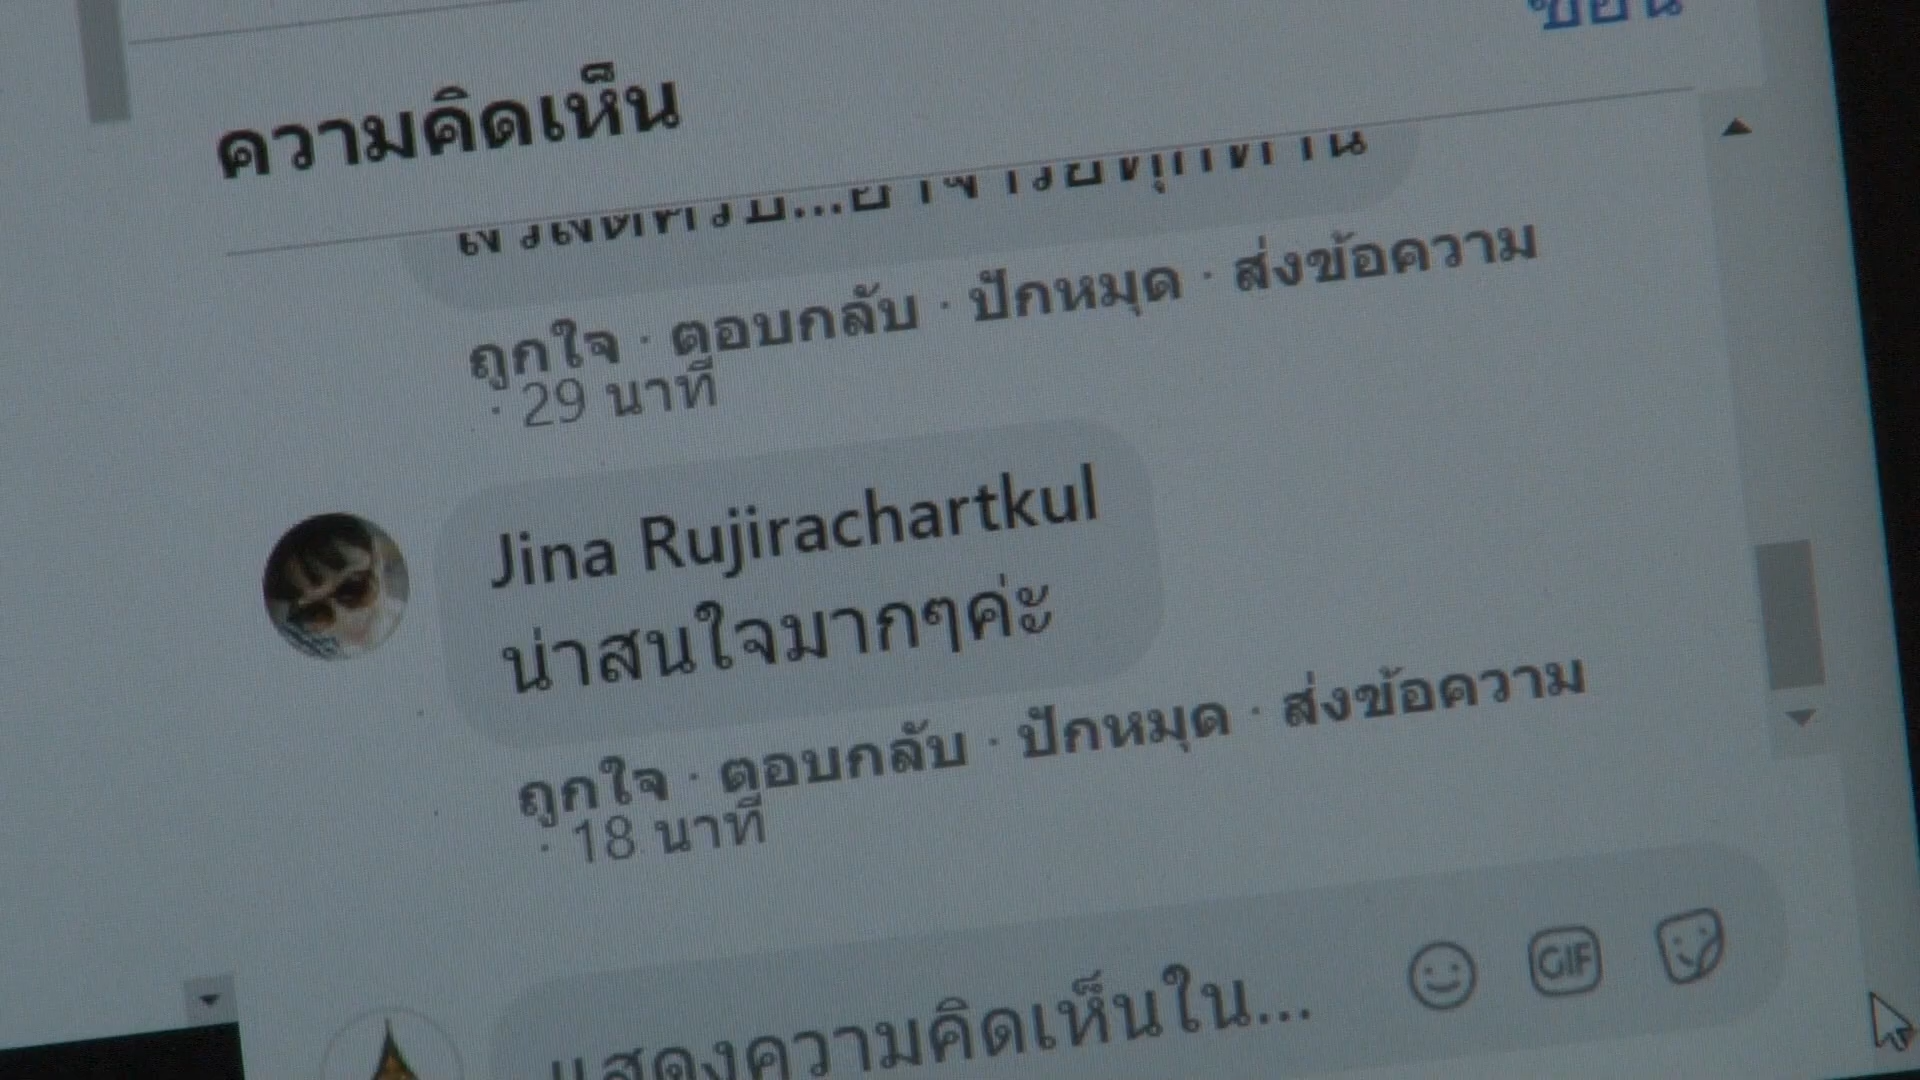 ซ่อน
ความคิดเห็น
ถูกใจ · ตอบกลับ · ปักหมุด · ส่งข้อความ
· 29 นาที
Jina Rujirachartkul
น่าสนใจมากๆค่ะ
ถูกใจ · ตอบกลับ · ปักหมุด · ส่งข้อความ
· 18 นาที
แสดงความคิดเห็นใน...
GIF